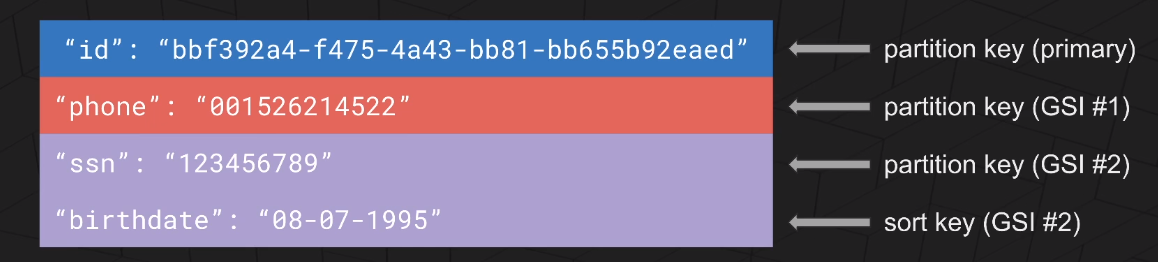 “id”: “bbf392a4-f475-4a43-bb81-bb655b92eaed” partition key (primary)
“phone”: “001526214522” partition key (GSI #1)
“ssn”: “123456789” partition key (GSI #2)
“birthdate”: “08-07-1995” sort key (GSI #2)